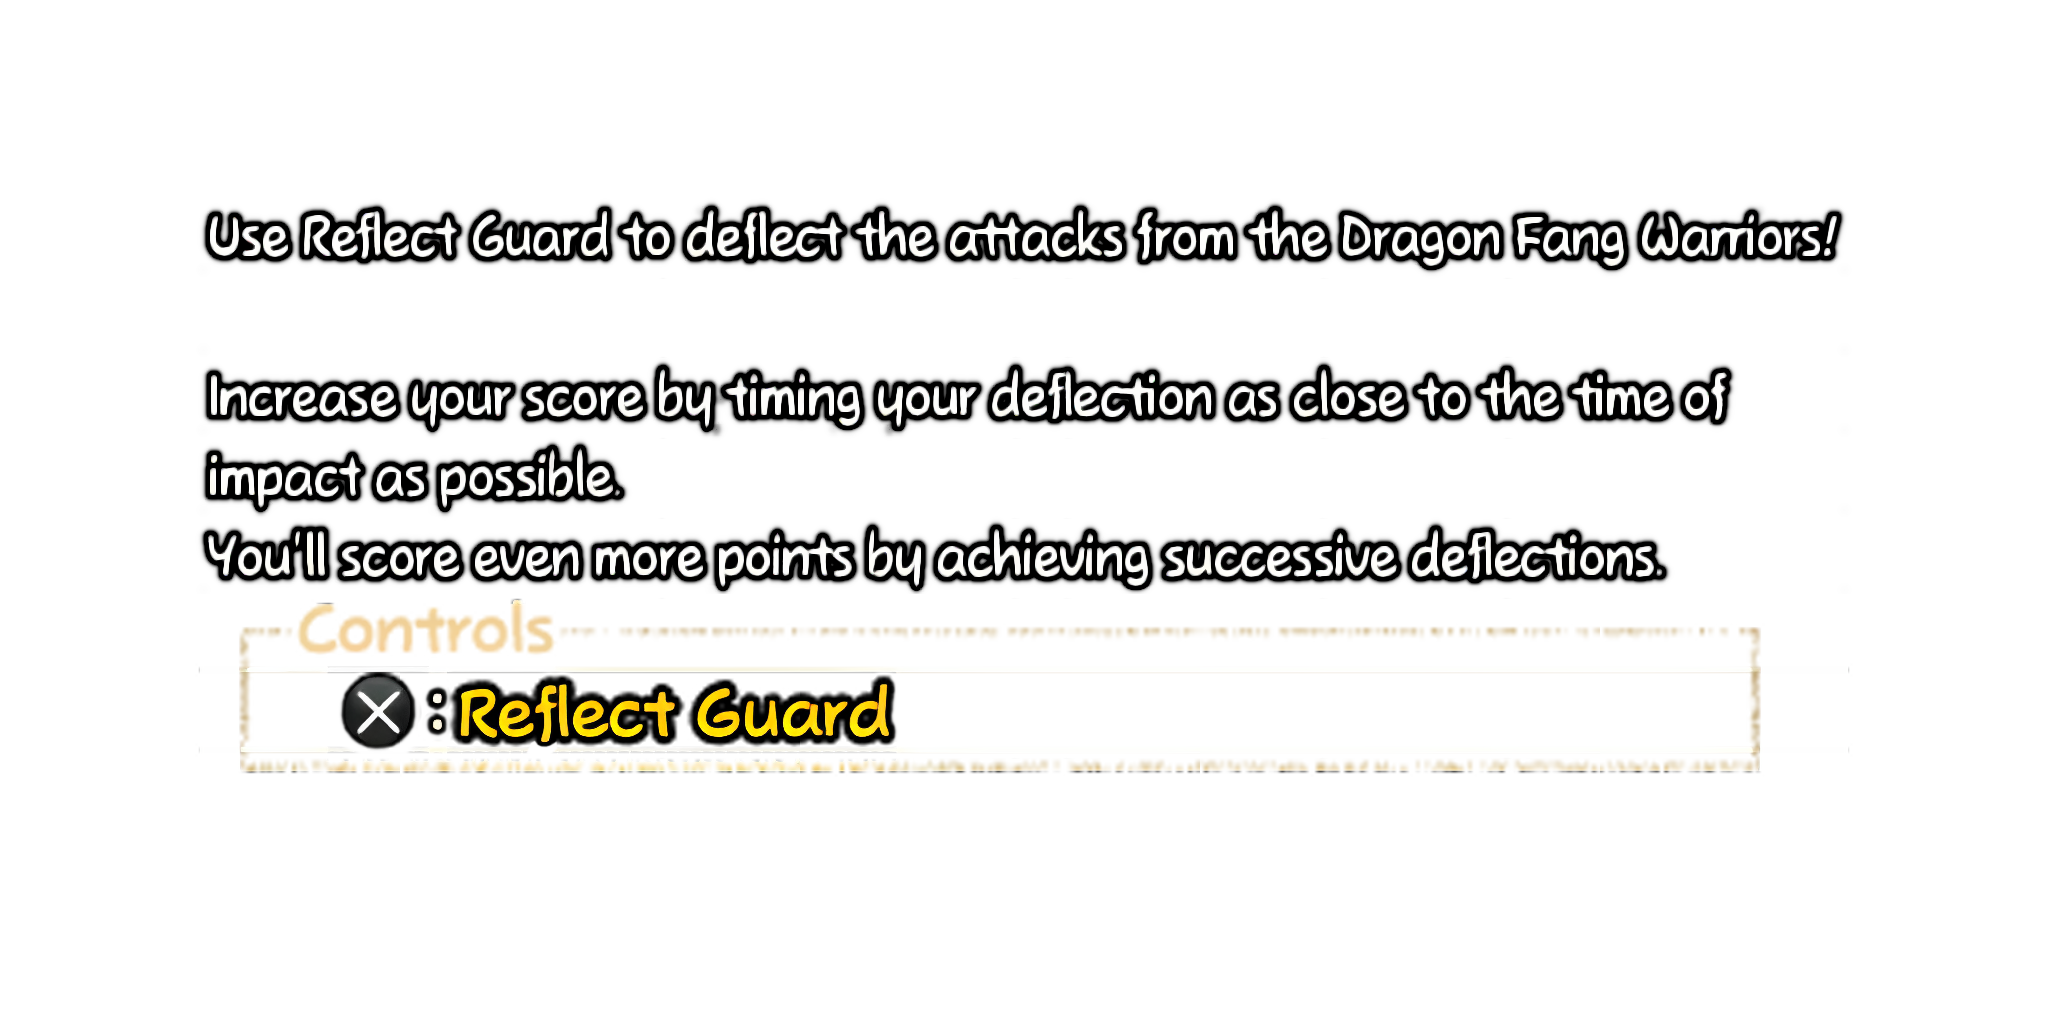 Use Reflect Guard to deflect the attacks from the Dragon Fang Warriors!
Increase your score by timing your deflection as close to the time of
impact as possible.
You'll score even more points by achieving successive deflections.
Controls
: Reflect Guard